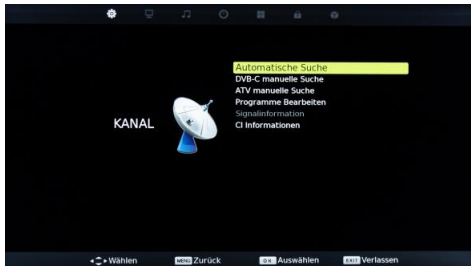 Automatische Suche
DVB-C manuelle Suche
ATV manuelle Suche
Programme Bearbeiten
Signalinformation
CI Informationen
KANAL
Wählen MENU Zurück OK Auswählen EXIT Verlassen